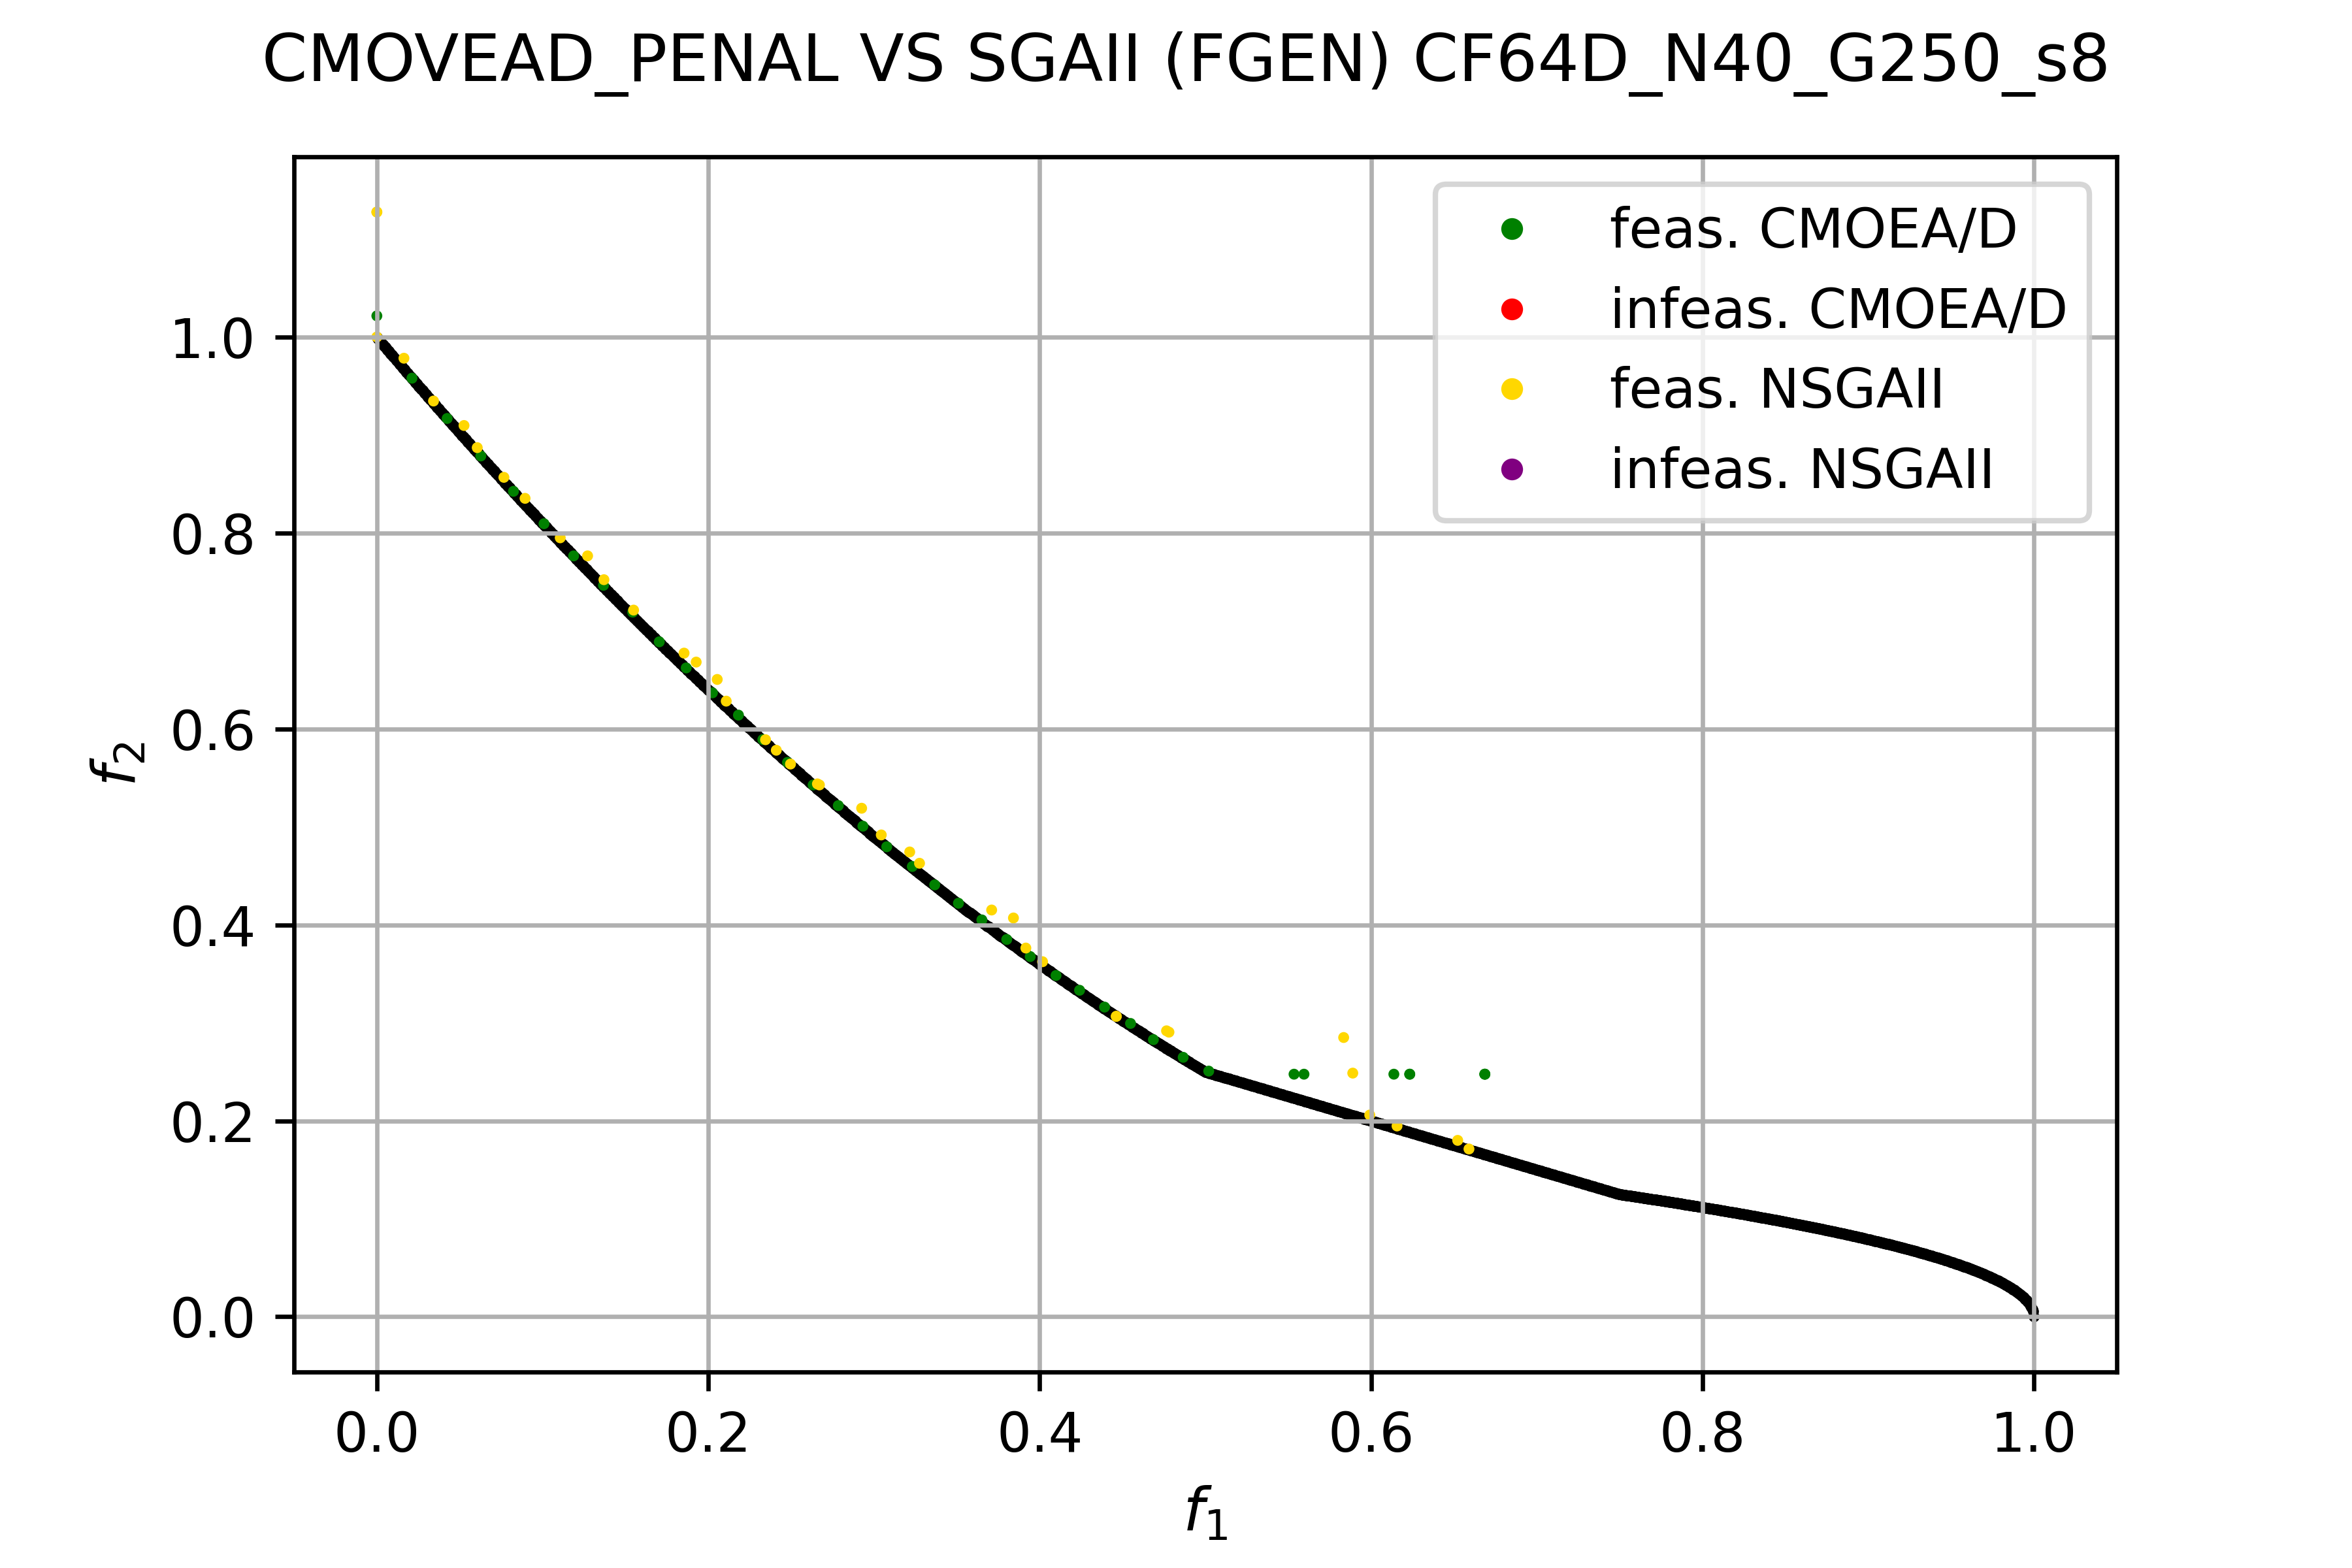 CMOVEAD_PENAL VS SGAII (FGEN) CF64D_N40_G250_s8
feas. CMOEA/D
infeas. CMOEA/D
feas. NSGAII
infeas. NSGAII
1.0
0.8
0.6
0.4
0.2
0.0
f2
0.0 0.2 0.4 0.6 0.8 1.0
f1